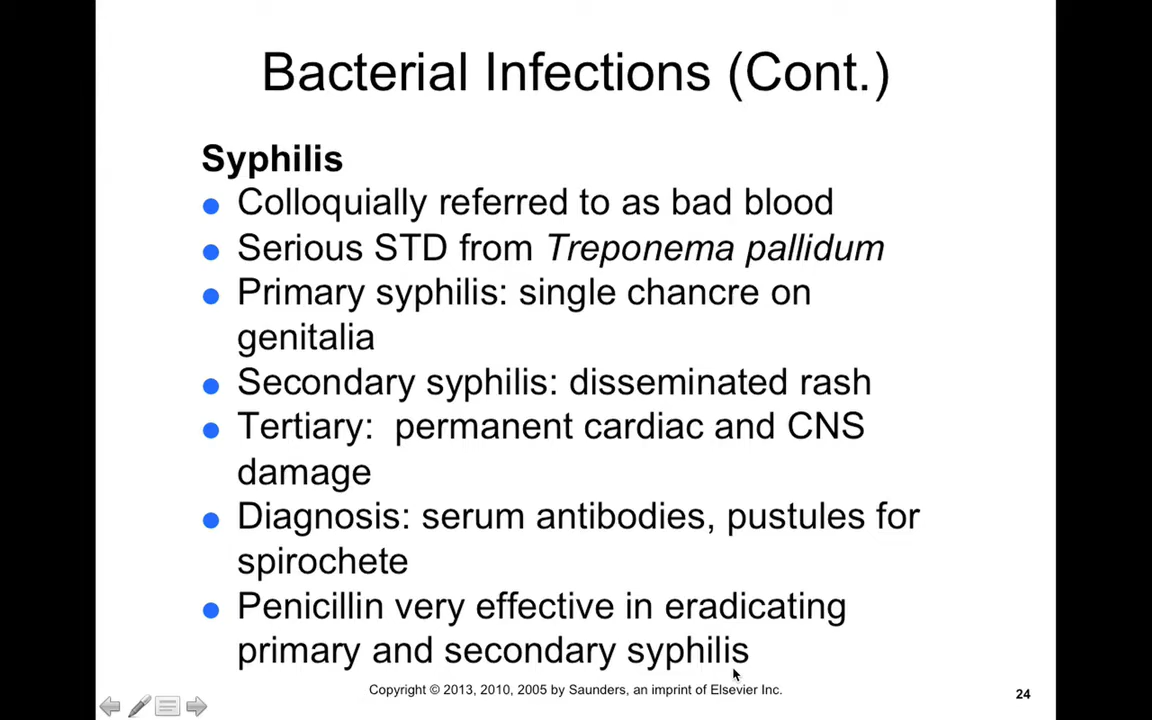 Bacterial Infections (Cont.)
Syphilis
Colloquially referred to as bad blood
Serious STD from Treponema pallidum
Primary syphilis: single chancre on
genitalia
Secondary syphilis: disseminated rash
Tertiary:  permanent cardiac and CNS
damage
Diagnosis: serum antibodies, pustules for
spirochete
Penicillin very effective in eradicating
primary and secondary syphilis
Copyright © 2013, 2010, 2005 by Saunders, an imprint of Elsevier Inc.
24